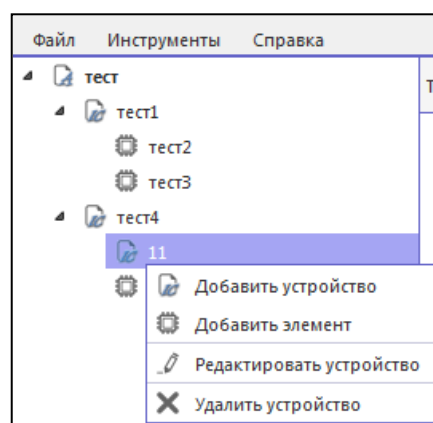 Файл Инструменты Справка
тест
тест1
тест2
тест3
тест4
11
Добавить устройство
Добавить элемент
Редактировать устройство
Удалить устройство